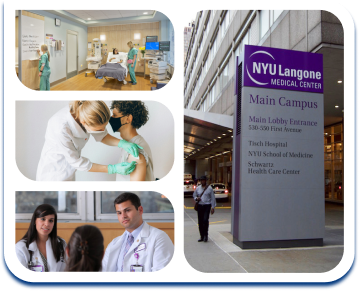 NYU Langone
MEDICAL CENTER
Main Campus
Main Lobby Entrance
530-550 First Avenue
Tisch Hospital
NYU School of Medicine
Schwartz
Health Care Center